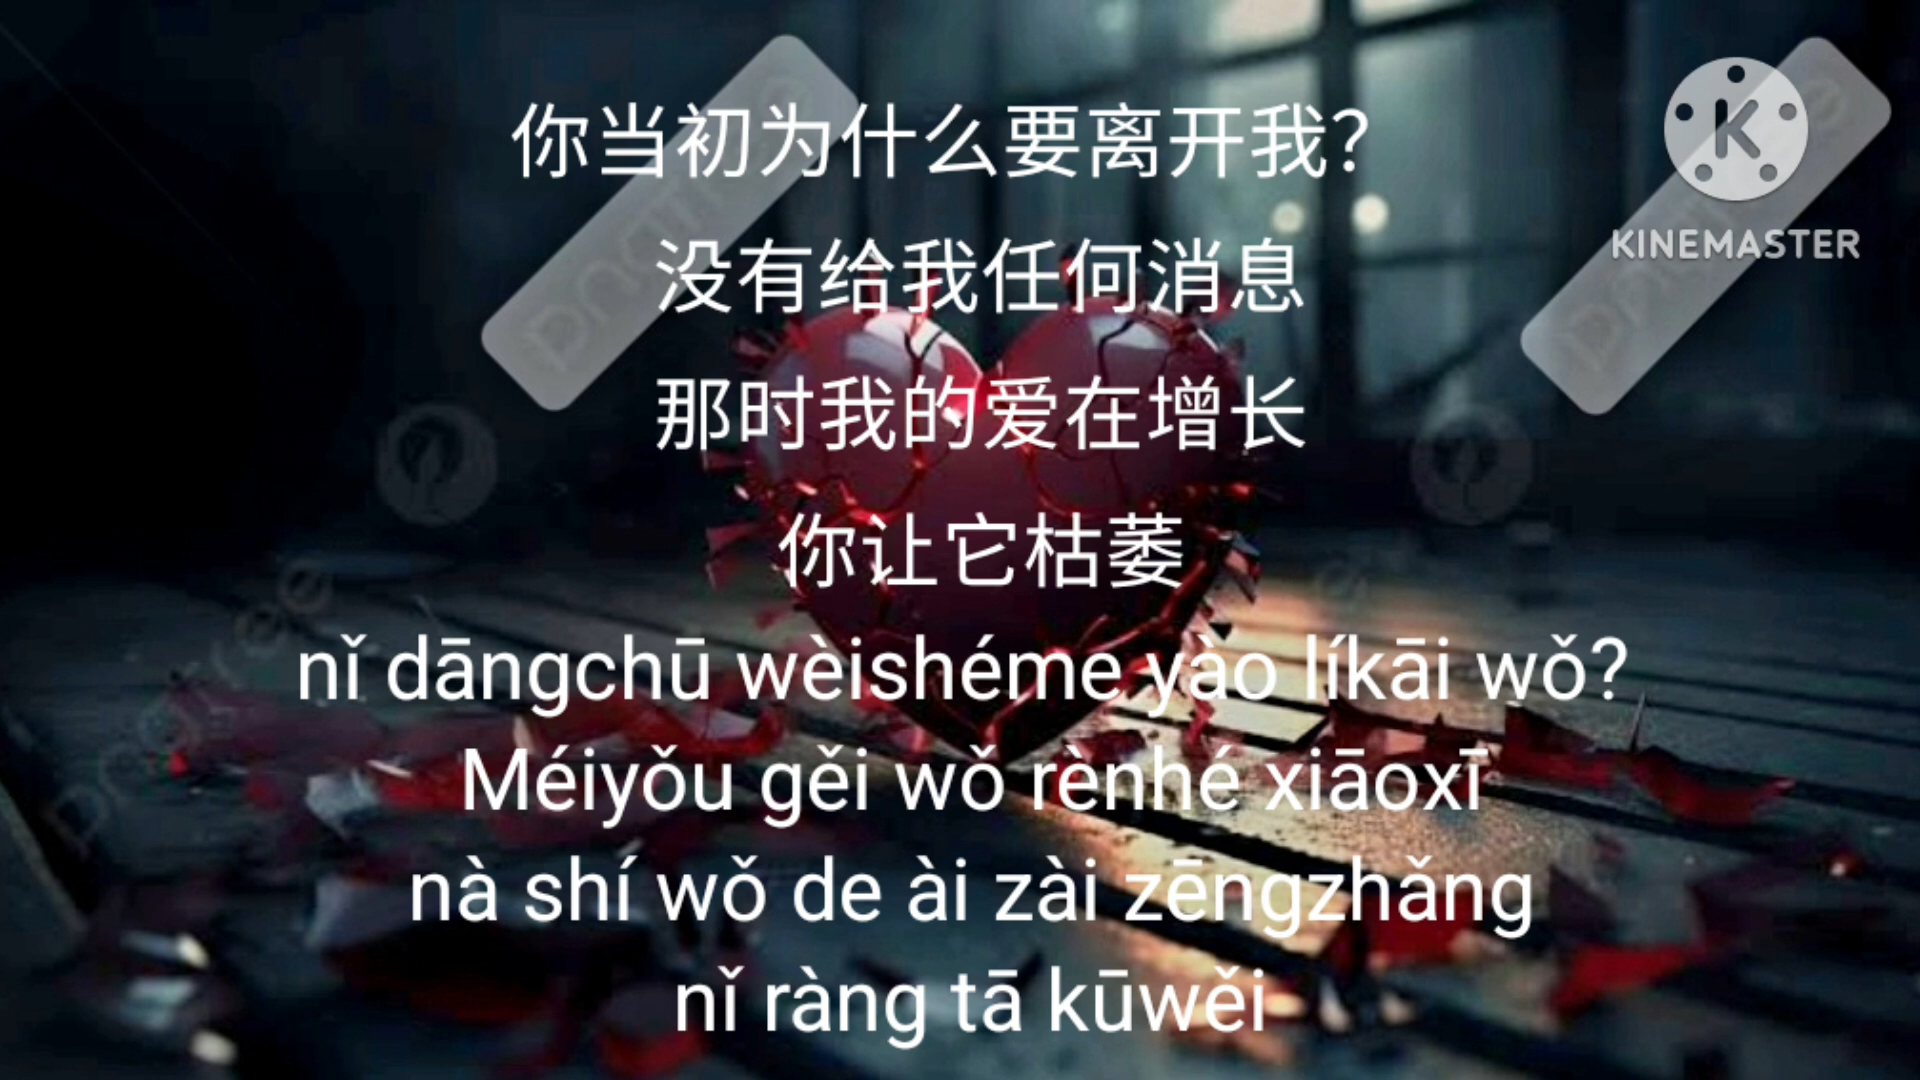 你当初为什么要离开我？
没有给我任何消息
那时我的爱在增长
你让它枯萎
nǐ dāngchū wèishéme yào líkāi wǒ?
Méiyǒu gěi wǒ rènhé xiāoxī
nà shí wǒ de ài zài zēngzhǎng
nǐ ràng tā kūwěi
K
KINEMASTER